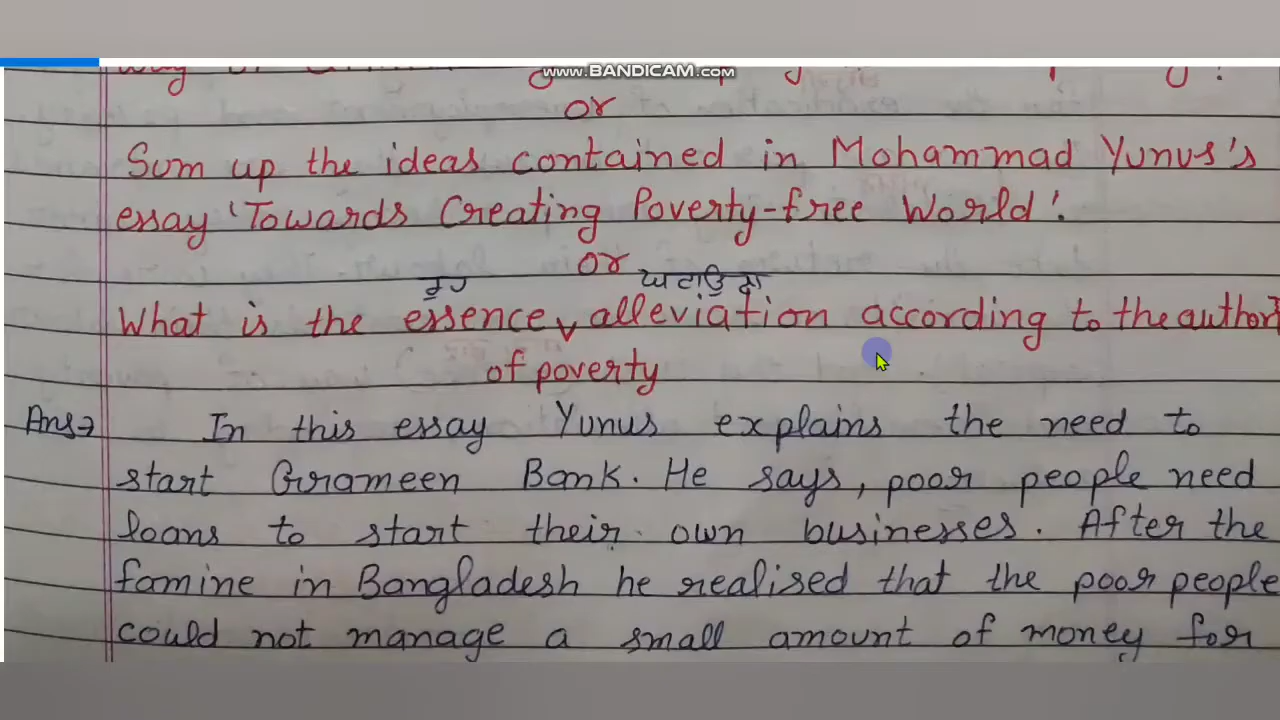 www.BANDICAM.com
or
Sum up the ideas contained in Mohammad Yunus's
essay 'Towards Creating Poverty-free World'.
or
ਰੂਹ ਘਟਾਉਣਾ
What is the essence alleviation according to the author?
of poverty
Ans→ In this essay Yunus explains the need to
start Grameen Bank. He says, poor people need
loans to start their own businesses. After the
famine in Bangladesh he realised that the poor people
could not manage a small amount of money for